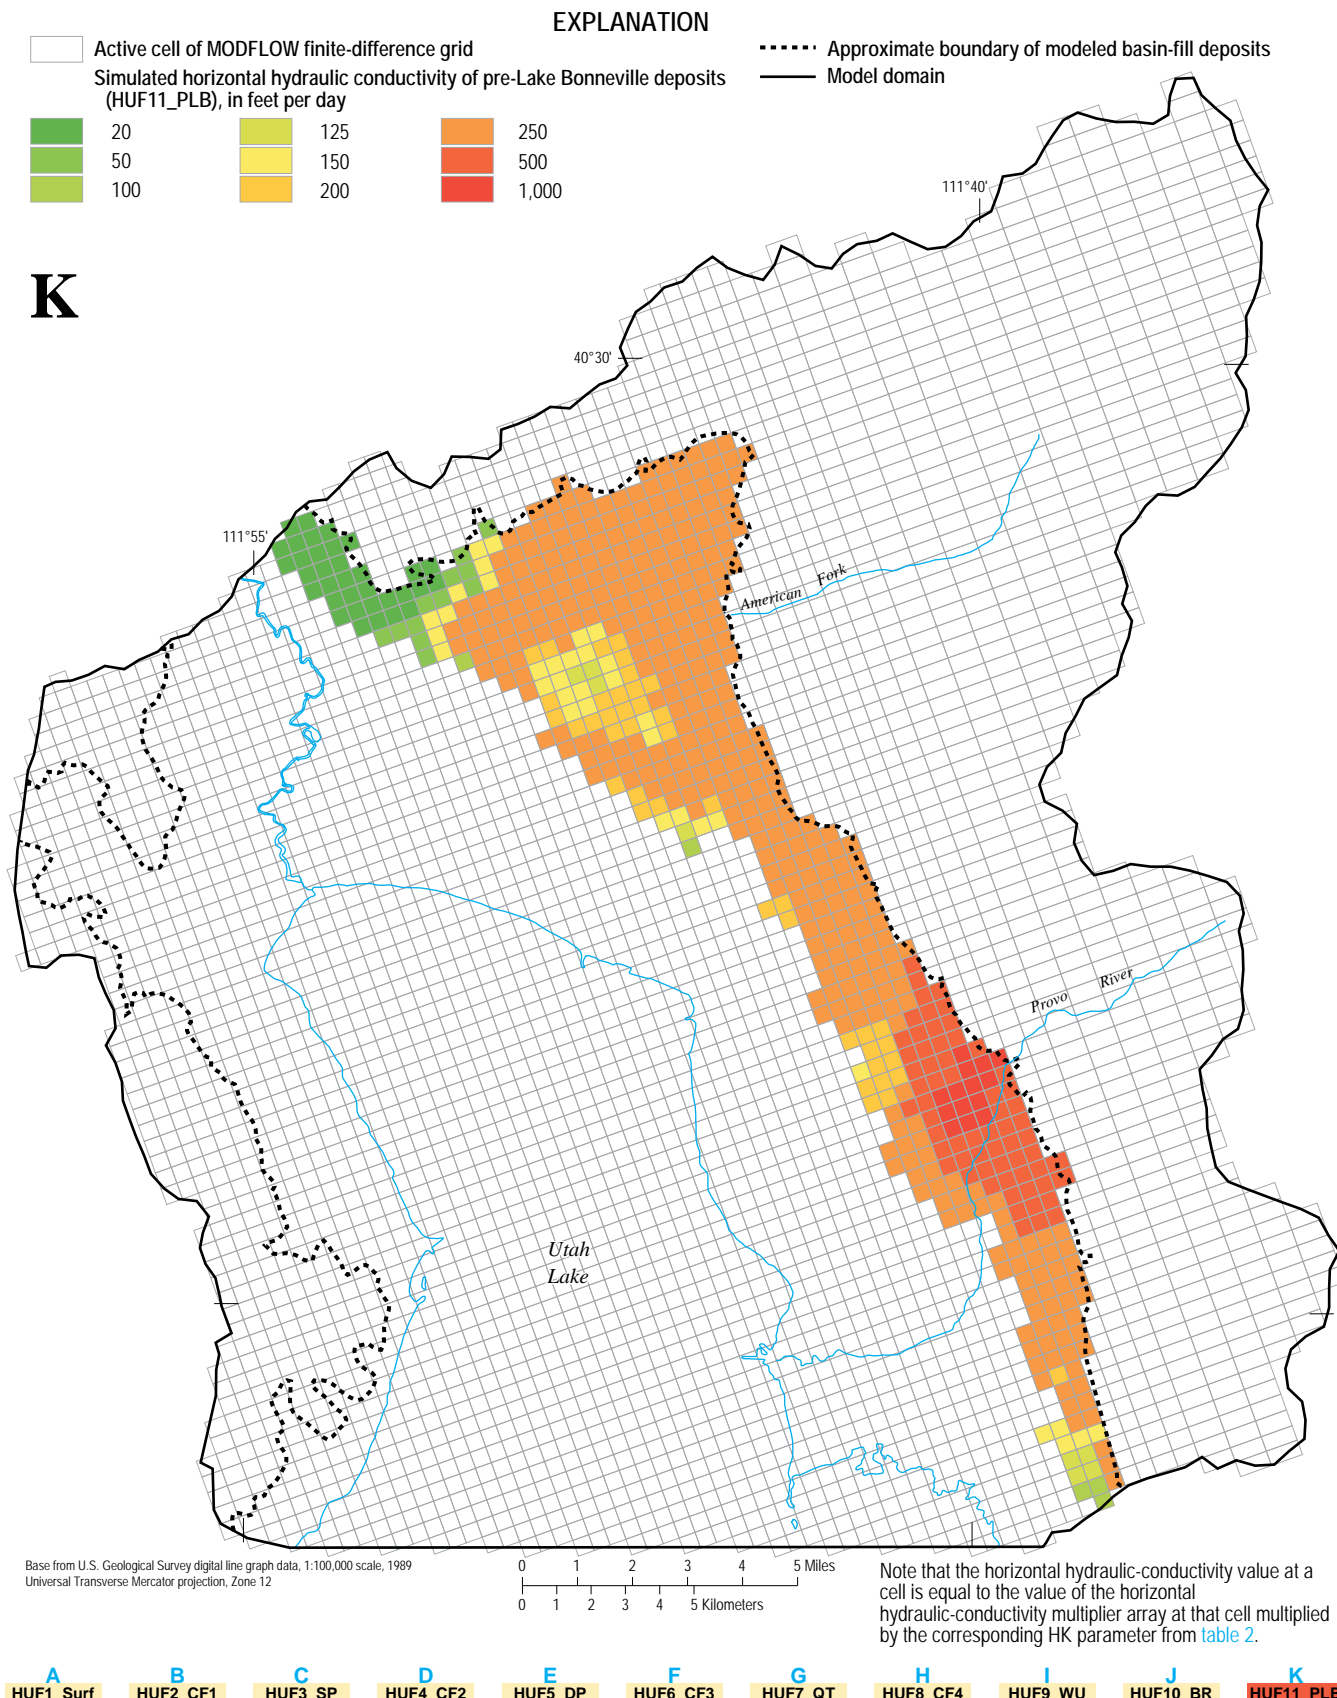 EXPLANATION
Active cell of MODFLOW finite-difference grid
Simulated horizontal hydraulic conductivity of pre-Lake Bonneville deposits
(HUF11_PLB), in feet per day
20
50
100
125
150
200
250
500
1,000
Approximate boundary of modeled basin-fill deposits
Model domain
K
111°40'
40°30'
111°55'
American Fork
Provo River
Utah
Lake
Base from U.S. Geological Survey digital line graph data, 1:100,000 scale, 1989
Universal Transverse Mercator projection, Zone 12
0 1 2 3 4 5 Miles
0 1 2 3 4 5 Kilometers
Note that the horizontal hydraulic-conductivity value at a
cell is equal to the value of the horizontal
hydraulic-conductivity multiplier array at that cell multiplied
by the corresponding HK parameter from table 2.
A B C D E F G H I J K
HUF1_Surf HUF2_CF1 HUF3_SP HUF4_CF2 HUF5_DP HUF6_CF3 HUF7_QT HUF8_CF4 HUF9_WU HUF10_BR HUF11_PLB